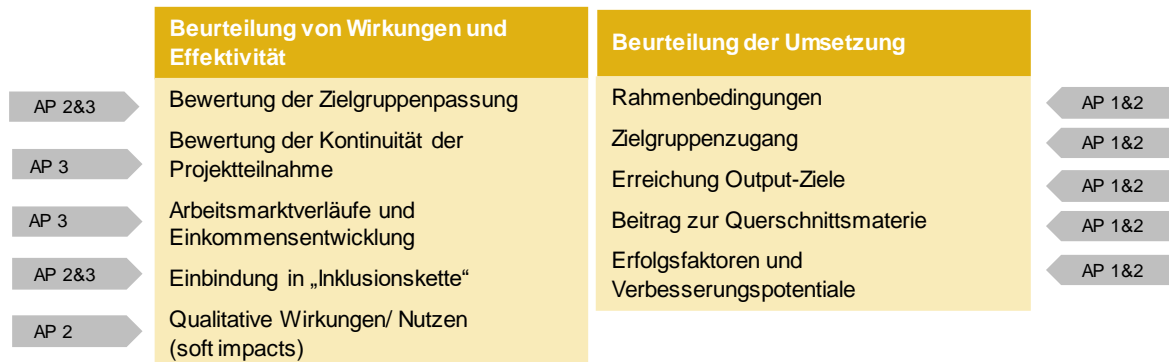 Beurteilung von Wirkungen und
Effektivität
AP 2&3
Bewertung der Zielgruppenpassung
AP 3
Bewertung der Kontinuität der
Projektteilnahme
AP 3
Arbeitsmarktverläufe und
Einkommensentwicklung
AP 2&3
Einbindung in „Inklusionskette“
AP 2
Qualitative Wirkungen/ Nutzen
(soft impacts)
Beurteilung der Umsetzung
Rahmenbedingungen
AP 1&2
Zielgruppenzugang
AP 1&2
Erreichung Output-Ziele
AP 1&2
Beitrag zur Querschnittsmaterie
AP 1&2
Erfolgsfaktoren und
Verbesserungspotentiale
AP 1&2